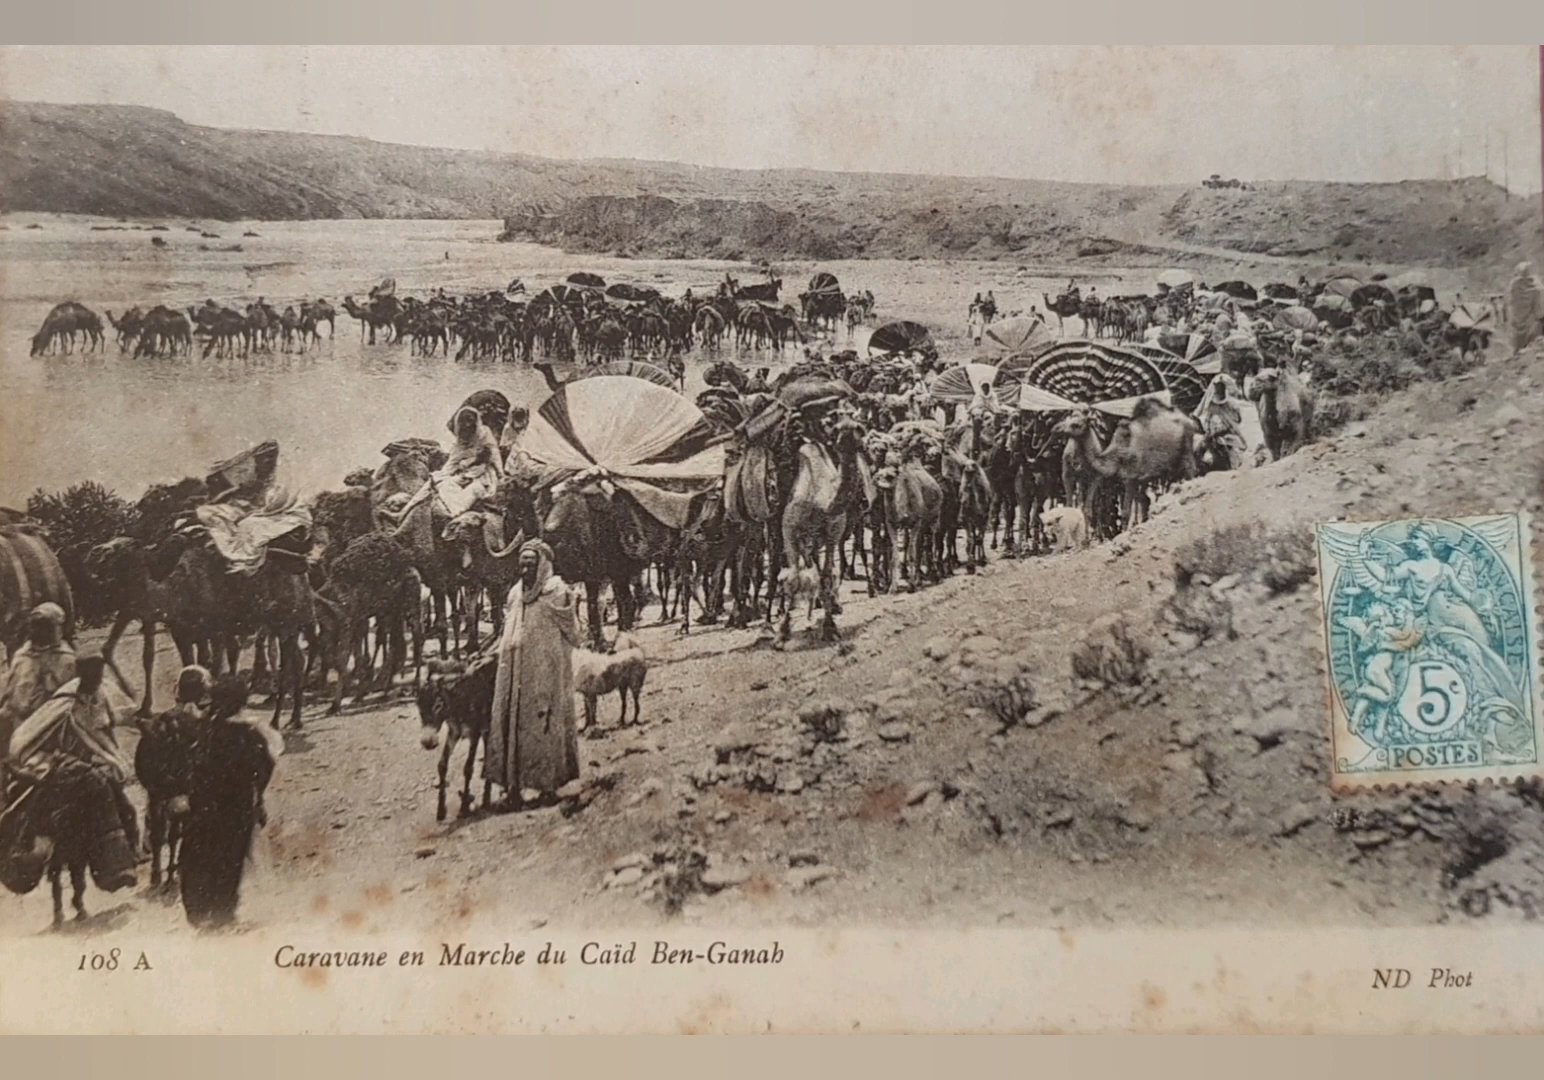 RÉPUBLIQUE FRANÇAISE
5c
POSTES
108 A
Caravane en Marche du Caïd Ben-Ganah
ND Phot